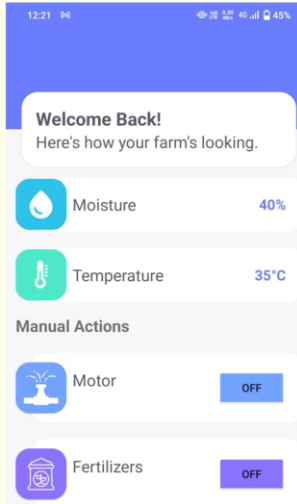 12:21 4G 45%
Welcome Back!
Here's how your farm's looking.
Moisture 40%
Temperature 35°C
Manual Actions
Motor OFF
Fertilizers OFF